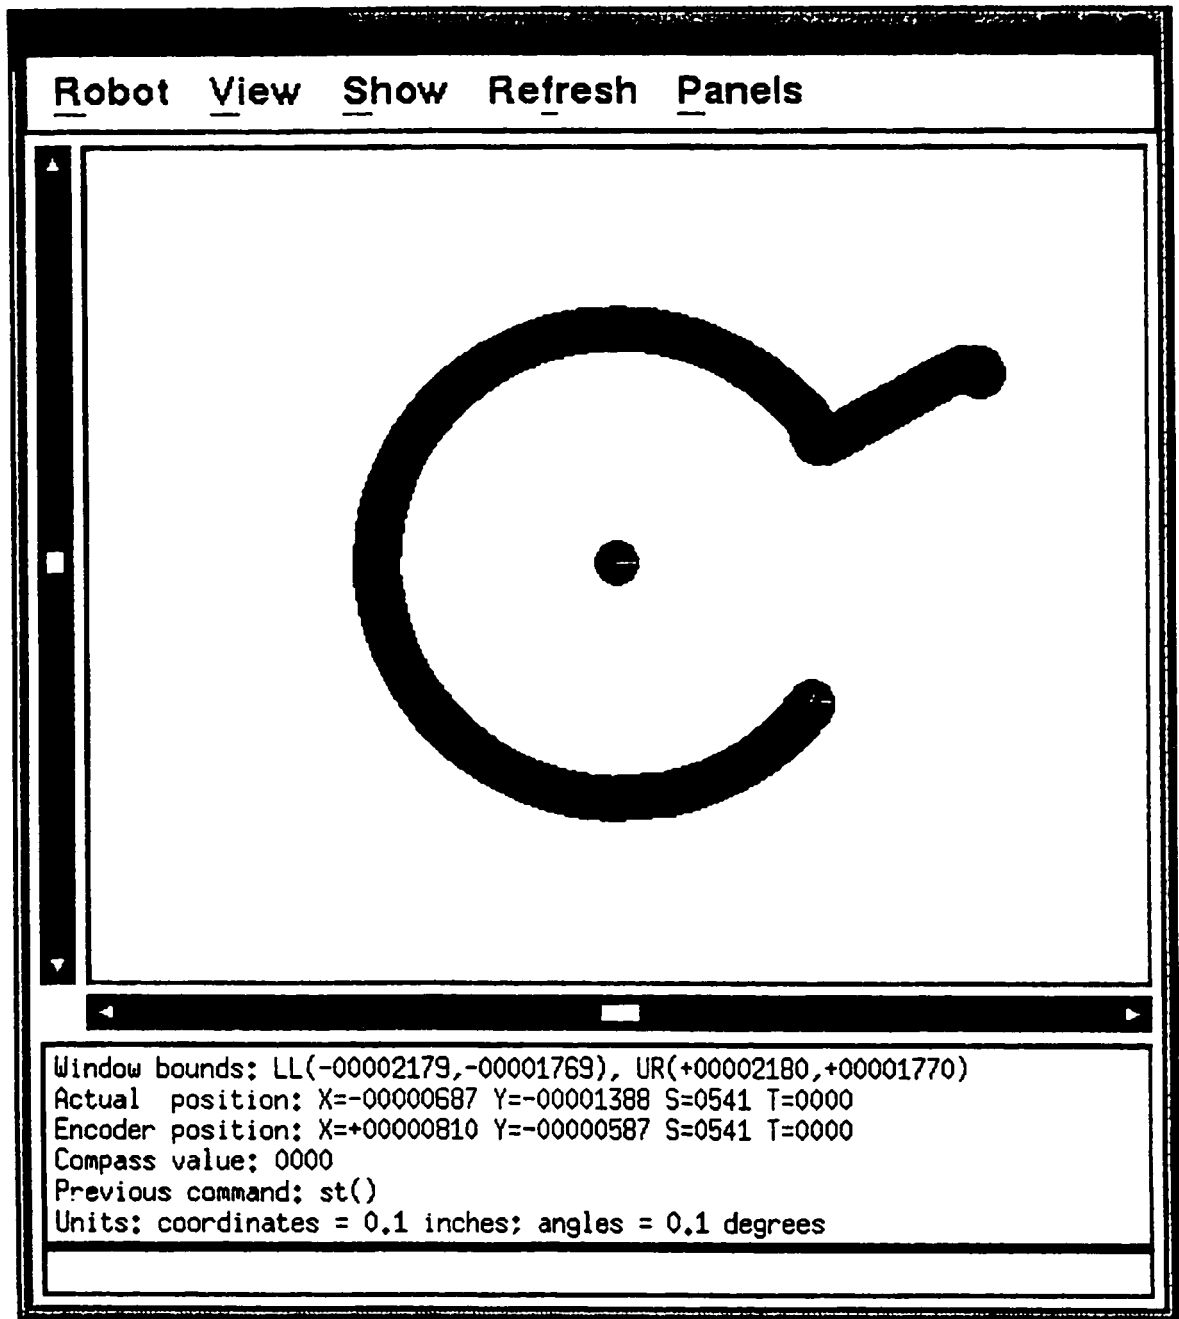 Robot View Show Refresh Panels
Window bounds: LL(-00002179,-00001769), UR(+00002180,+00001770)
Actual position: X=-00000687 Y=-00001388 S=0541 T=0000
Encoder position: X=+00000810 Y=-00000587 S=0541 T=0000
Compass value: 0000
Previous command: st()
Units: coordinates = 0.1 inches; angles = 0.1 degrees